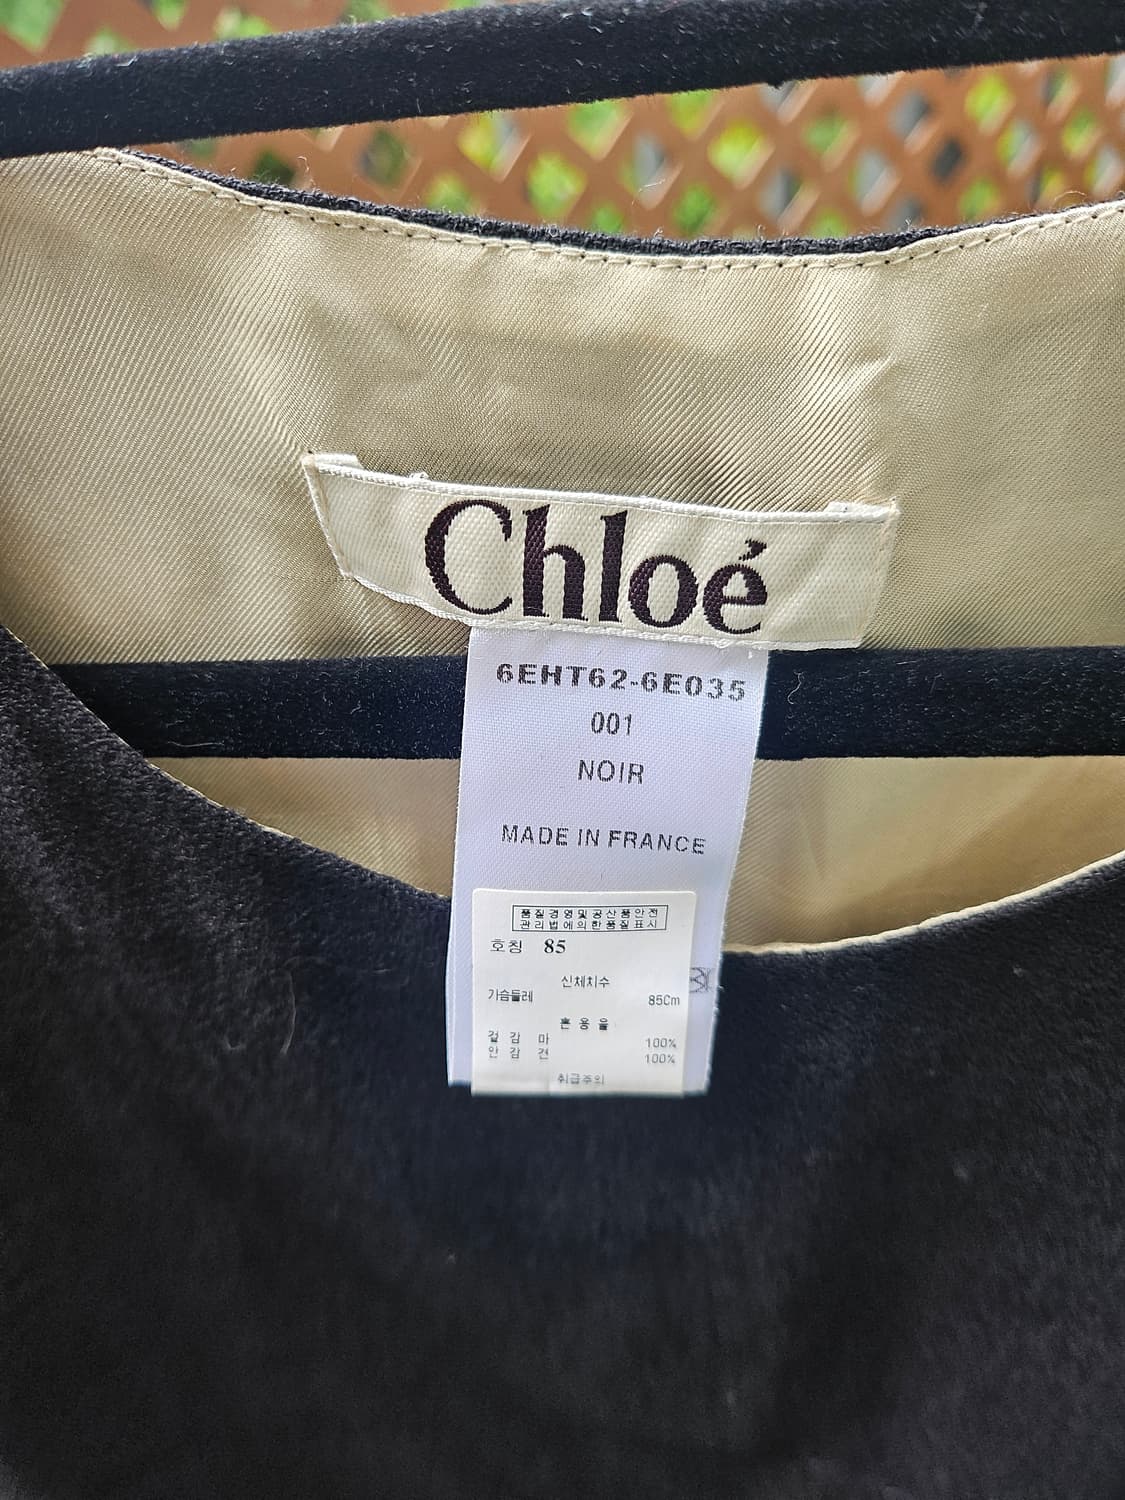 Chloé
6EHT62-6E035
001
NOIR
MADE IN FRANCE
품질경영및공산품안전
관리법에의한품질표시
호칭 85
신체치수
가슴둘레 85Cm
혼용율
겉감 마 100%
안감 견 100%
취급주의